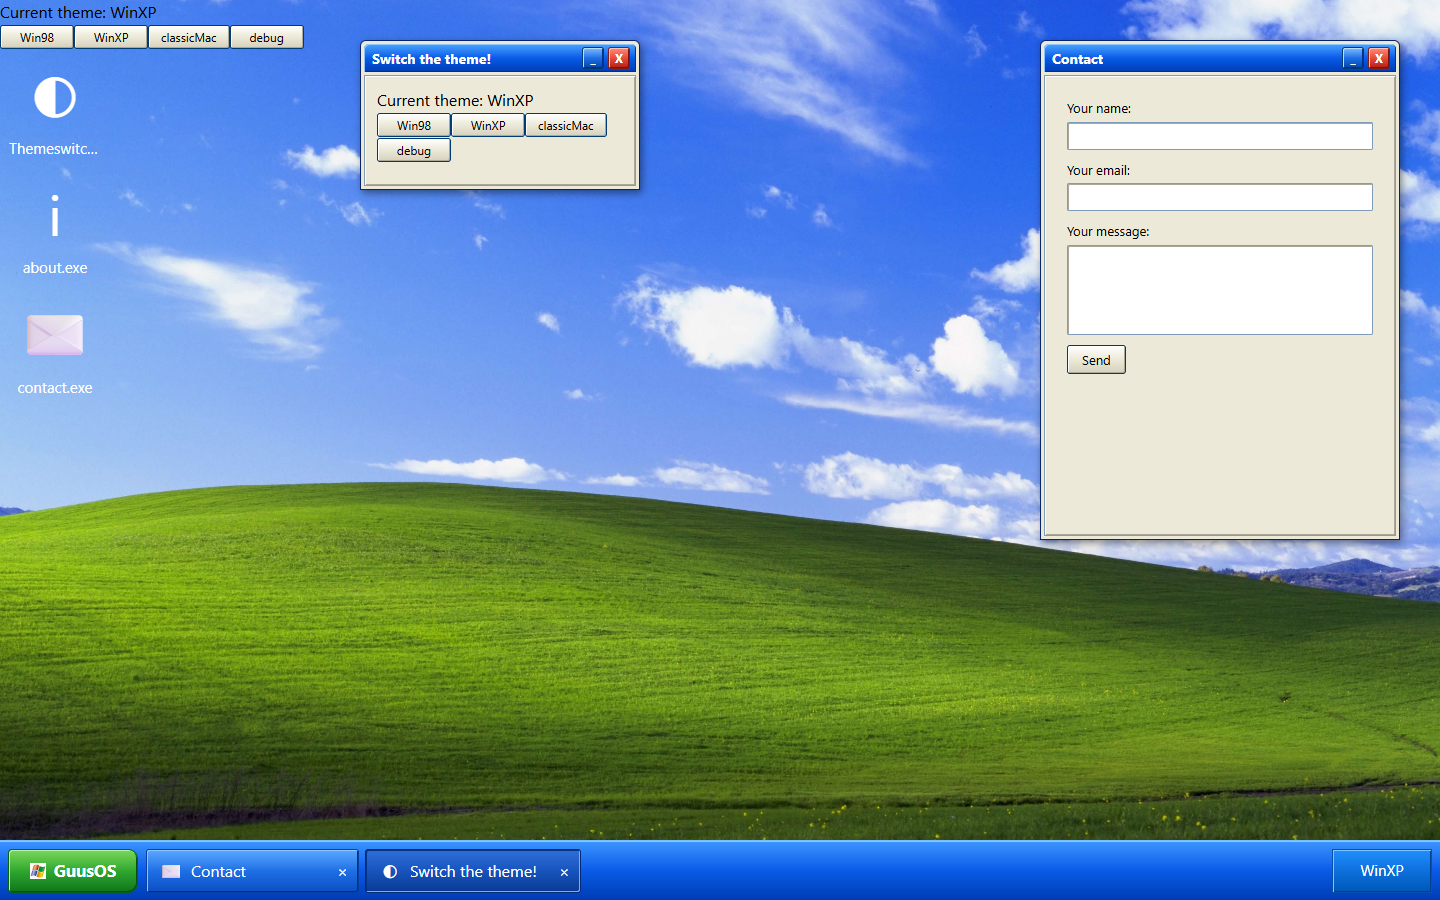 Current theme: WinXP
Win98 WinXP classicMac debug
Themeswitc...
about.exe
contact.exe
Switch the theme! _ X
Current theme: WinXP
Win98 WinXP classicMac
debug
Contact _ X
Your name:
Your email:
Your message:
Send
GuusOS Contact × Switch the theme! × WinXP